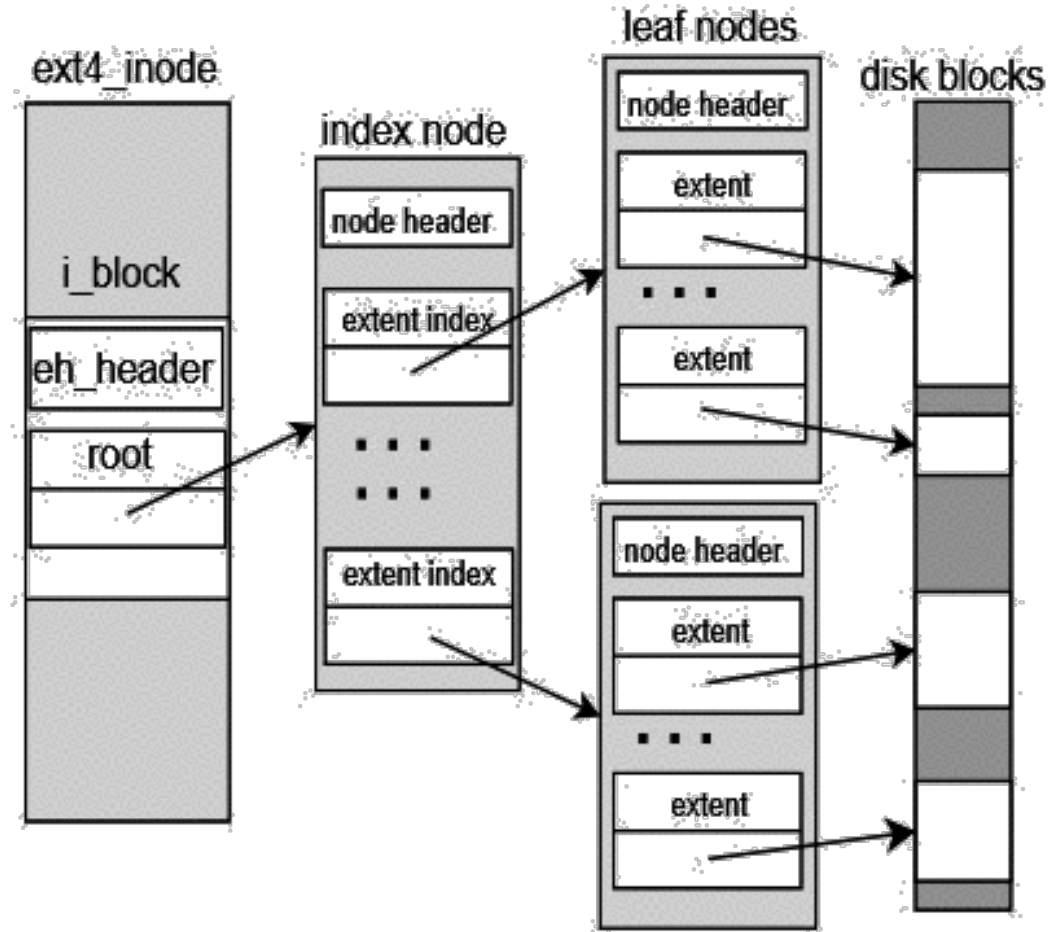 ext4_inode
i_block
eh_header
root
index node
node header
extent index
extent index
leaf nodes
node header
extent
extent
node header
extent
extent
disk blocks